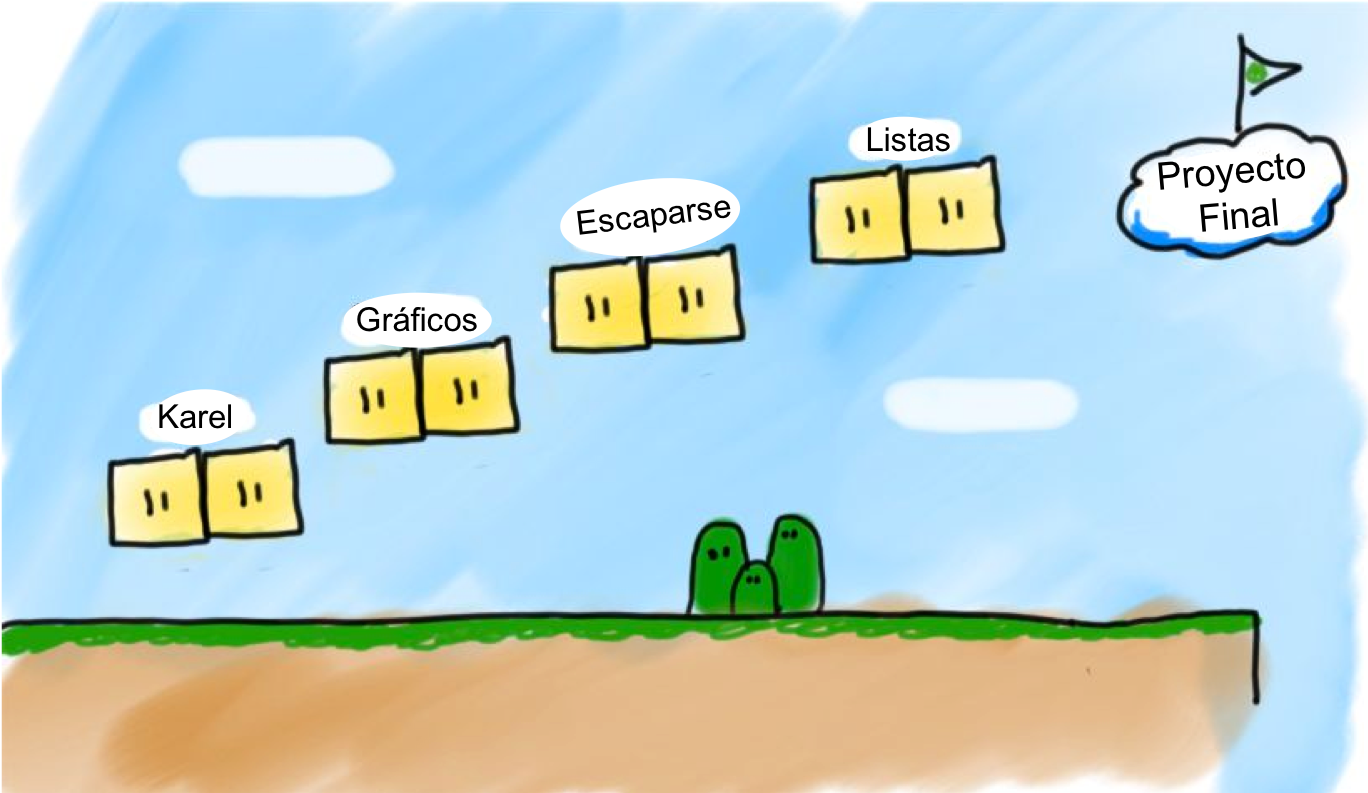 Karel
Gráficos
Escaparse
Listas
Proyecto
Final